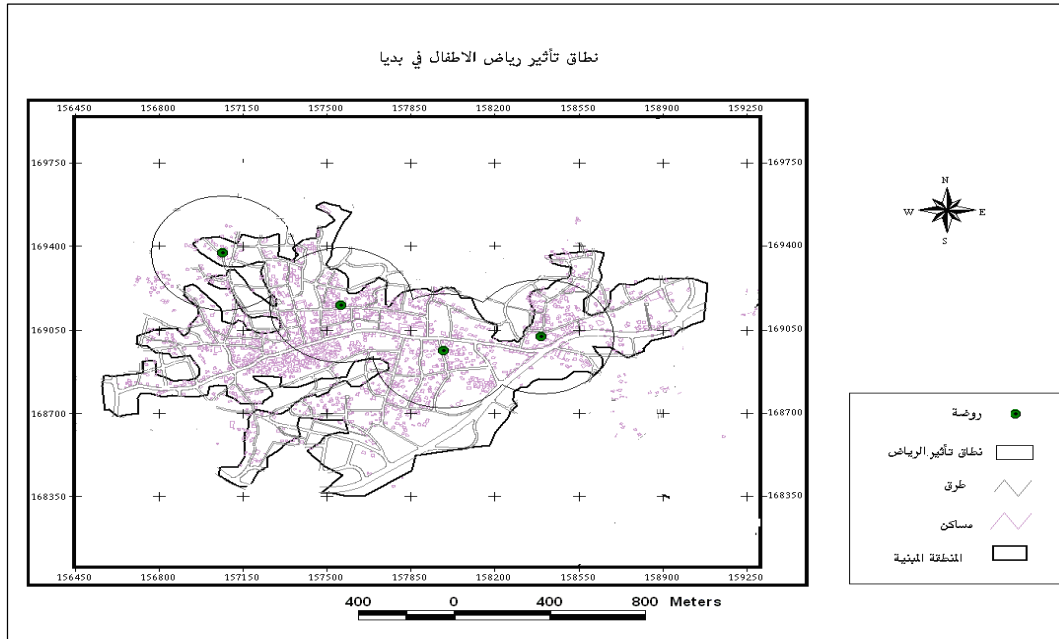 نطاق تأثير رياض الاطفال في بديا
156450 156800 157150 157500 157850 158200 158550 158900 159250
169750 169750
169400 169400
169050 169050
168700 168700
168350 168350
156450 156800 157150 157500 157850 158200 158550 158900 159250
400 0 400 800 Meters
N
W E
S
روضة
نطاق تأثير الرياض
طرق
مساكن
المنطقة المبنية